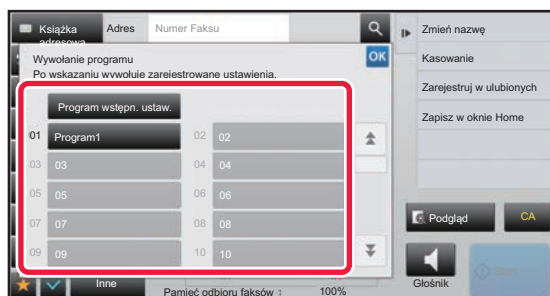 Książka
adresowa
Adres
Numer Faksu
Zmień nazwę
Wywołanie programu
OK
Kasowanie
Po wskazaniu wywołuje zarejestrowane ustawienia.
Zarejestruj w ulubionych
Program wstępn. ustaw.
Zapisz w oknie Home
01 Program1
02 02
03 03
04 04
05 05
06 06
07 07
08 08
Podgląd
CA
09 09
10 10
Start
Inne
Pamięć odbioru faksów : 100%
Głośnik